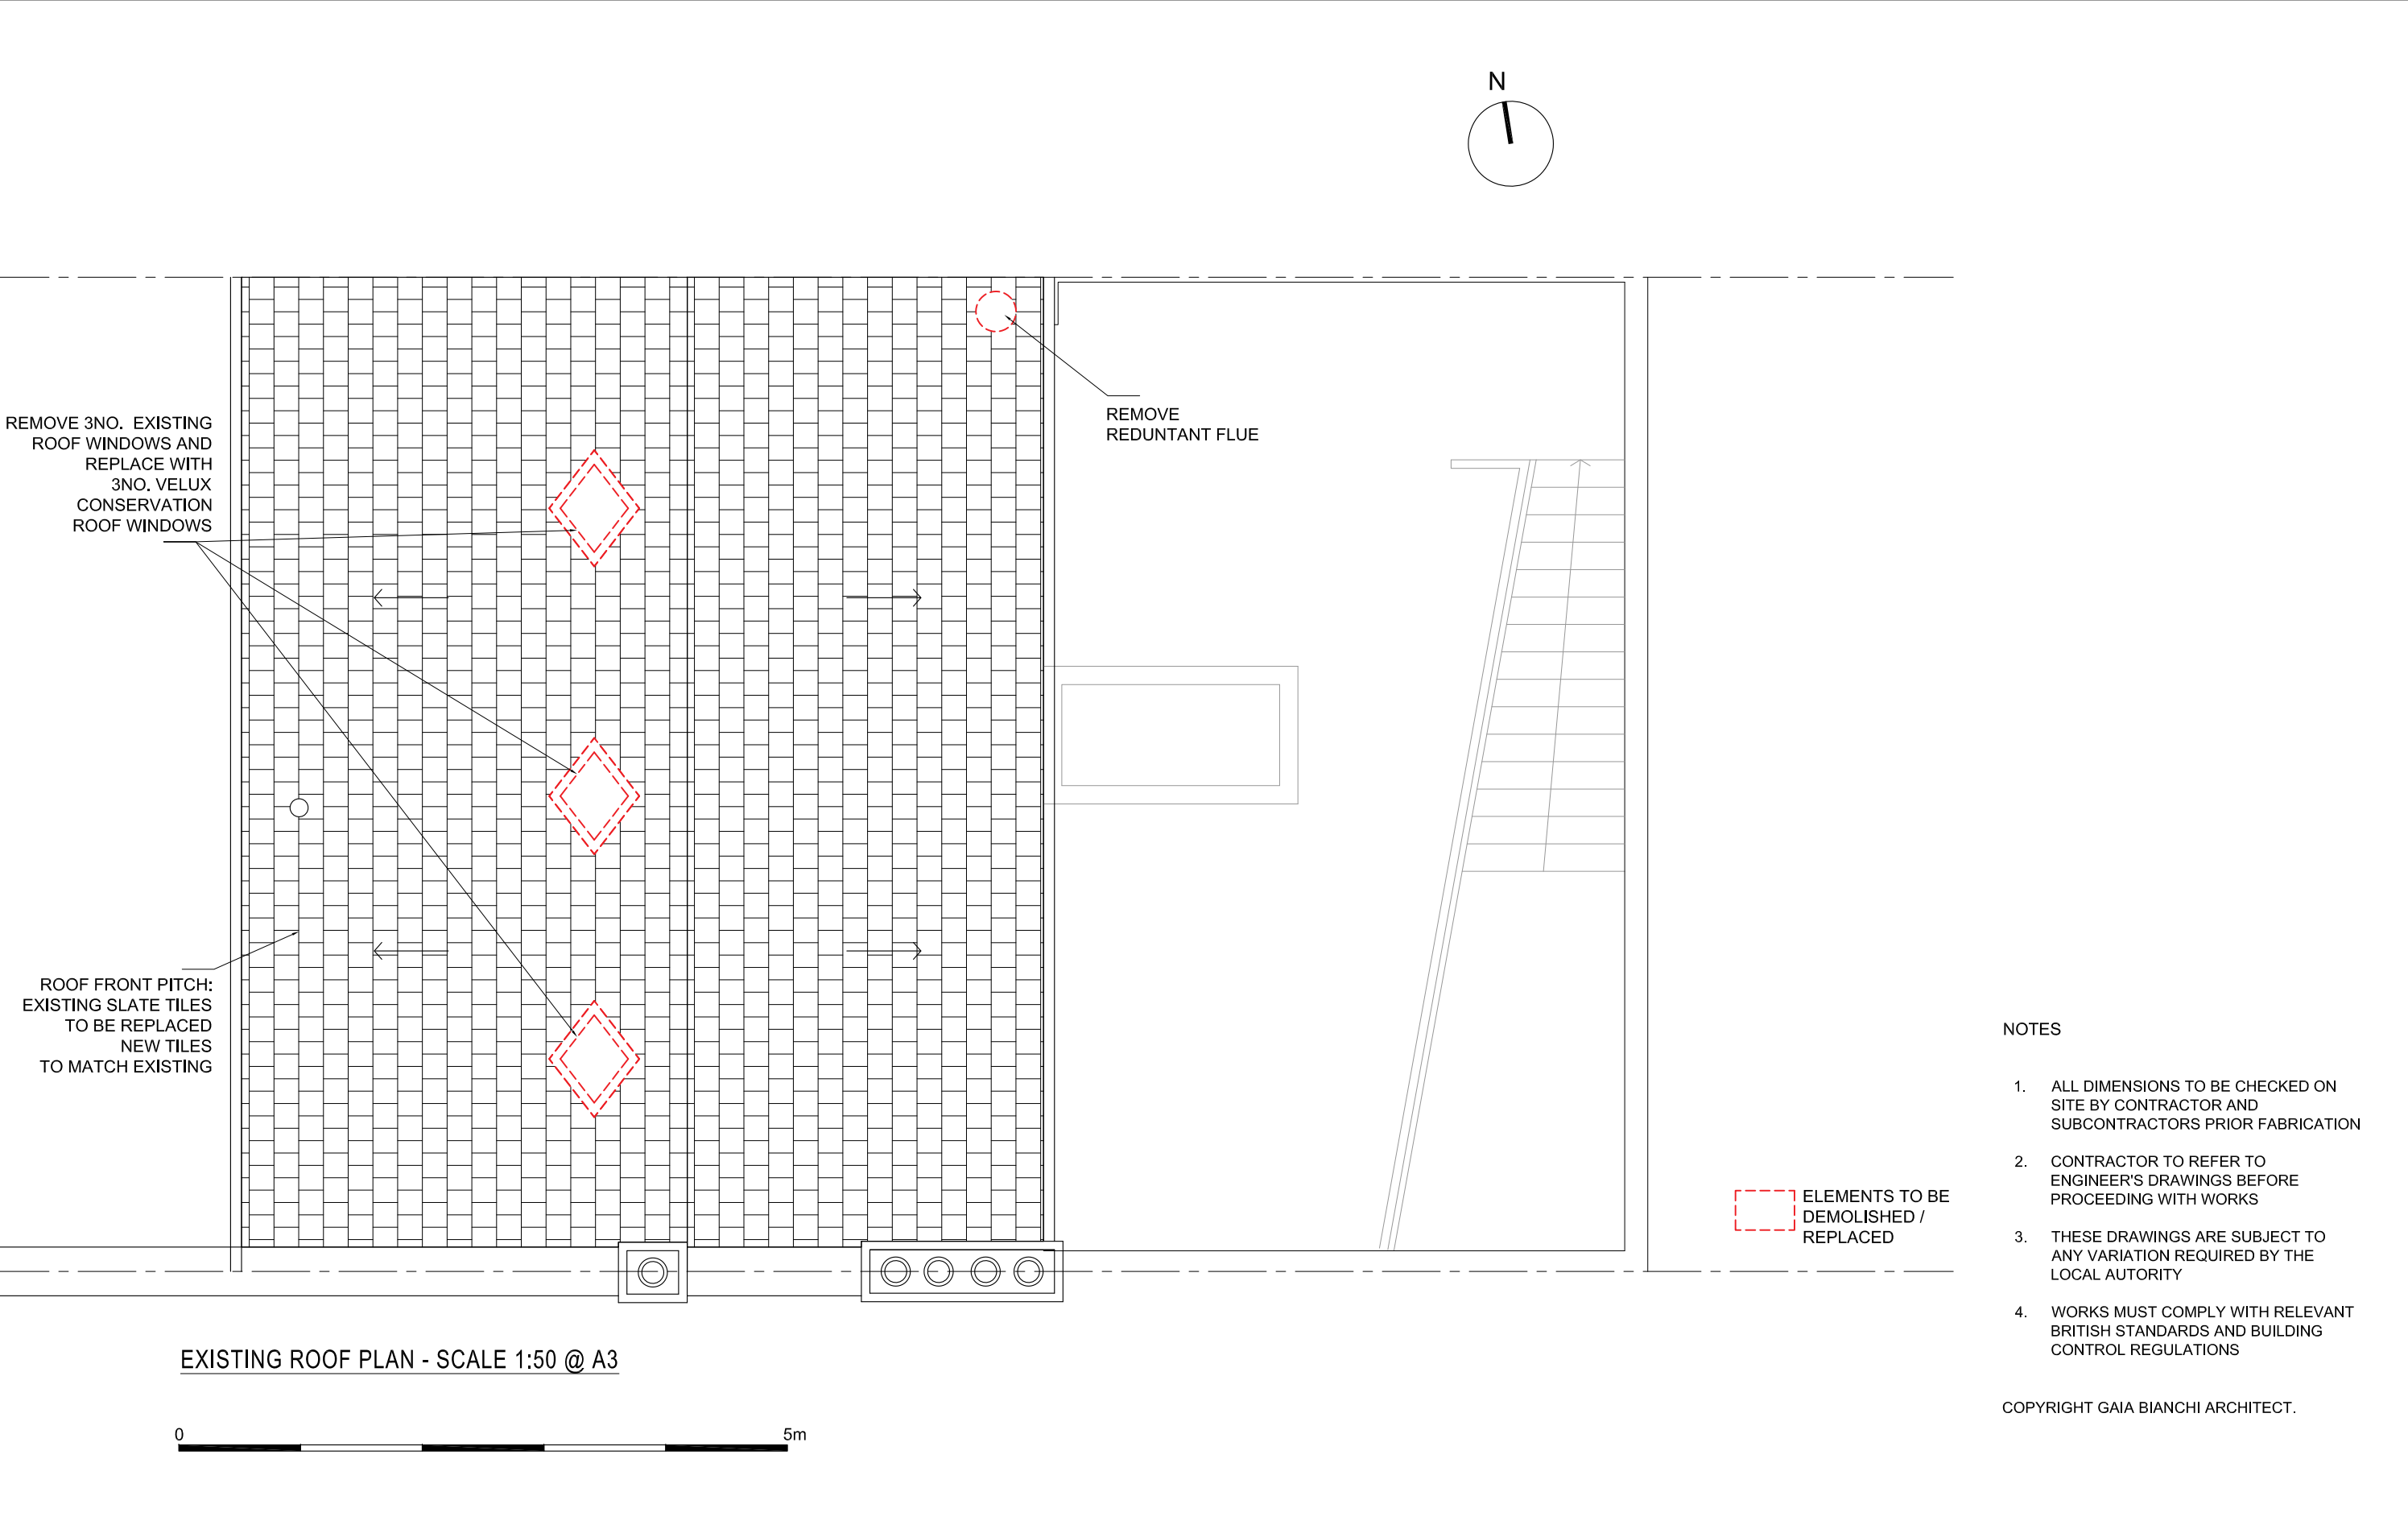 N
REMOVE 3NO. EXISTING
ROOF WINDOWS AND
REPLACE WITH
3NO. VELUX
CONSERVATION
ROOF WINDOWS
REMOVE
REDUNTANT FLUE
ROOF FRONT PITCH:
EXISTING SLATE TILES
TO BE REPLACED
NEW TILES
TO MATCH EXISTING
ELEMENTS TO BE
DEMOLISHED /
REPLACED
NOTES
1. ALL DIMENSIONS TO BE CHECKED ON
SITE BY CONTRACTOR AND
SUBCONTRACTORS PRIOR FABRICATION
2. CONTRACTOR TO REFER TO
ENGINEER'S DRAWINGS BEFORE
PROCEEDING WITH WORKS
3. THESE DRAWINGS ARE SUBJECT TO
ANY VARIATION REQUIRED BY THE
LOCAL AUTORITY
4. WORKS MUST COMPLY WITH RELEVANT
BRITISH STANDARDS AND BUILDING
CONTROL REGULATIONS
COPYRIGHT GAIA BIANCHI ARCHITECT.
EXISTING ROOF PLAN - SCALE 1:50 @ A3
0 5m